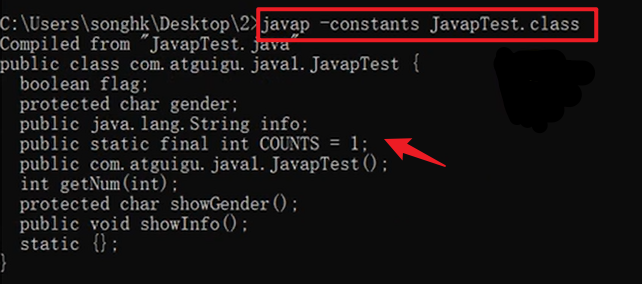 C:\Users\songhk\Desktop\2>javap -constants JavapTest.class
Compiled from "JavapTest.java"
public class com.atguigu.java1.JavapTest {
  boolean flag;
  protected char gender;
  public java.lang.String info;
  public static final int COUNTS = 1;
  public com.atguigu.java1.JavapTest();
  int getNum(int);
  protected char showGender();
  public void showInfo();
  static {};
}